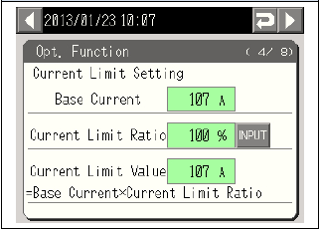 2013/01/23 10:07
Opt. Function ( 4/ 8)
Current Limit Setting
Base Current 107 A
Current Limit Ratio 100 % INPUT
Current Limit Value 107 A
=Base Current×Current Limit Ratio